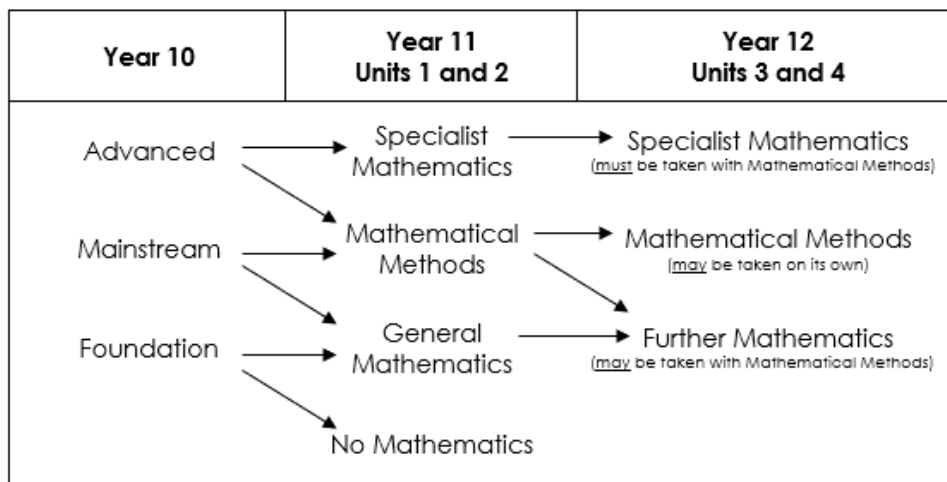 Year 10
Year 11
Units 1 and 2
Year 12
Units 3 and 4
Advanced
Specialist
Mathematics
Specialist Mathematics
(must be taken with Mathematical Methods)
Mainstream
Mathematical
Methods
Mathematical Methods
(may be taken on its own)
Foundation
General
Mathematics
Further Mathematics
(may be taken with Mathematical Methods)
No Mathematics